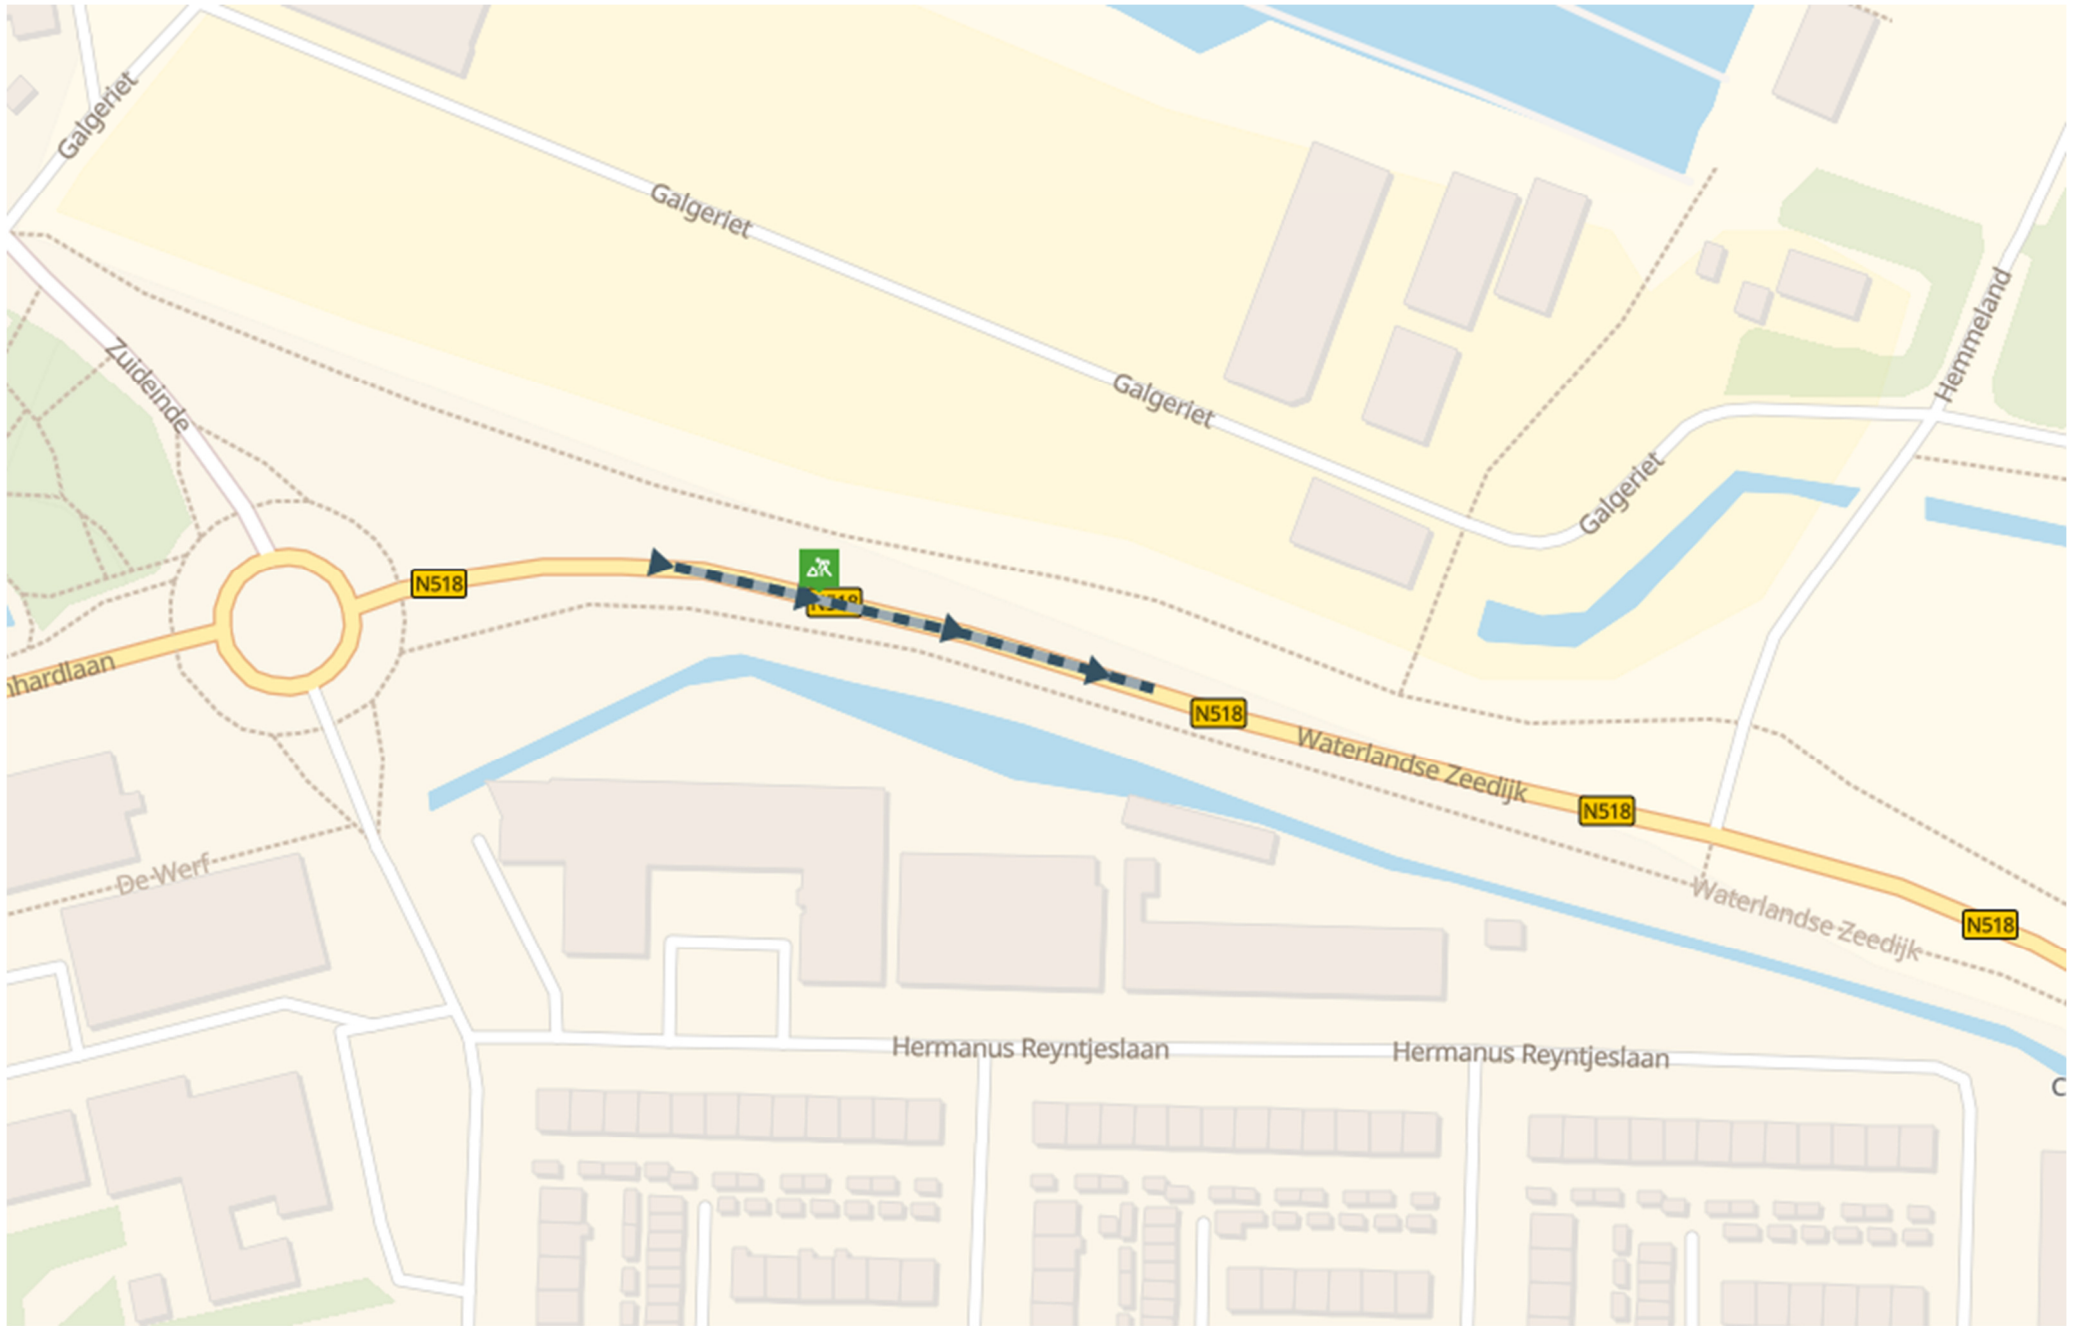 Galgeriet
Galgeriet
Zuideinde
Galgeriet
Hemmeland
Galgeriet
N518
N518
nhardlaan
N518
Waterlandse Zeedijk
N518
De Werf
Waterlandse Zeedijk
N518
Hermanus Reyntjeslaan
Hermanus Reyntjeslaan
C